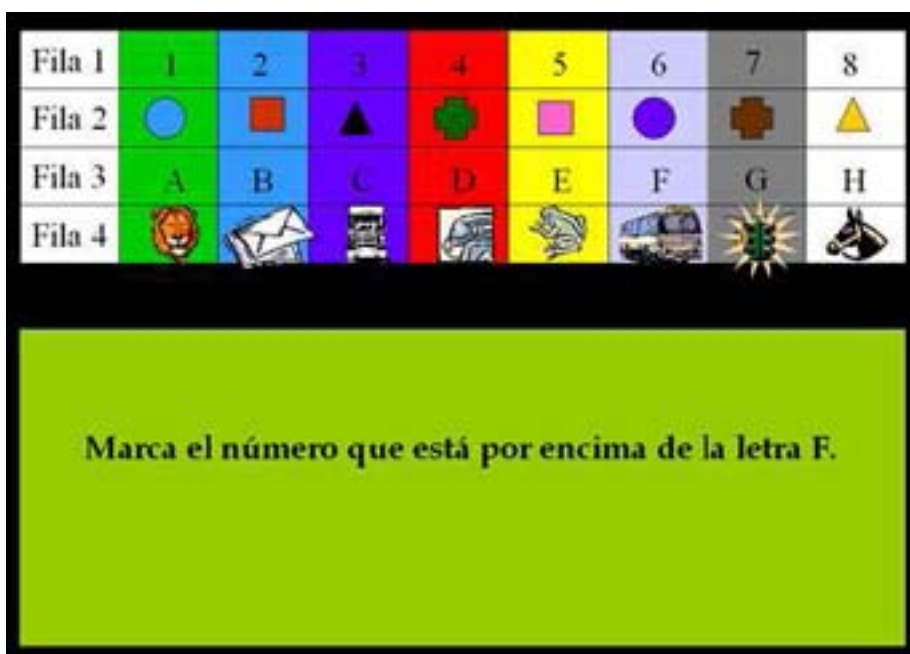 Fila 1 1 2 3 4 5 6 7 8
Fila 2
Fila 3 A B C D E F G H
Fila 4
Marca el número que está por encima de la letra F.